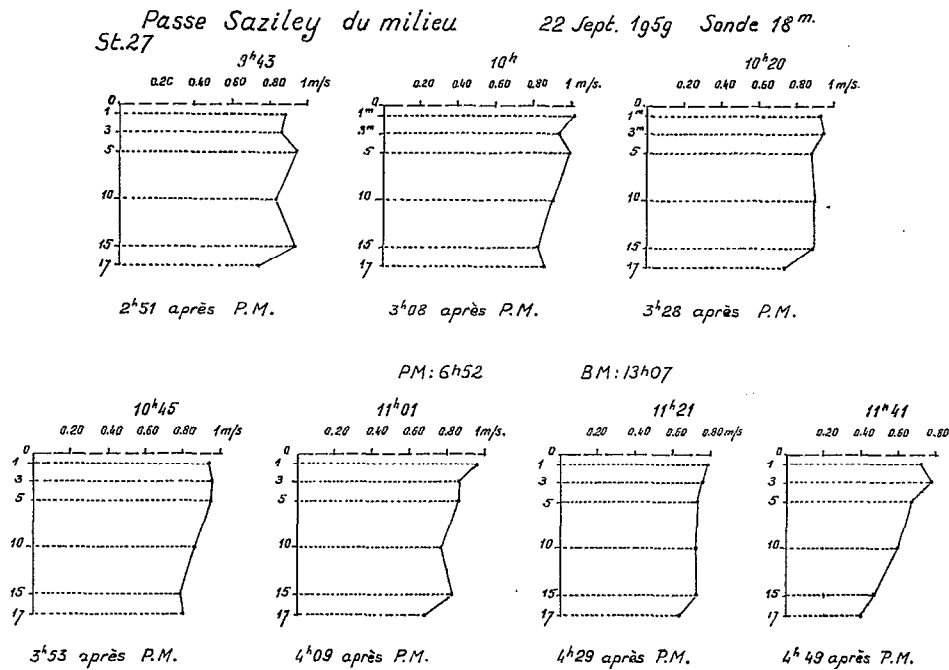 Passe Saziley du milieu 22 Sept. 1959 Sonde 18 m.
St.27
9h43
0.20 0.40 0.60 0.80 1 m/s
0
1
3
5
10
15
17
2h51 après P.M.
10h
0.20 0.40 0.60 0.80 1 m/s.
0
1m
3m
5
10
15
17
3h08 après P.M.
10h20
0.20 0.40 0.60 0.80 1 m/s.
0
1m
3m
5
10
15
17
3h28 après P.M.
PM: 6h52 BM: 13h07
10h45
0.20 0.40 0.60 0.80 1 m/s
0
1
3
5
10
15
17
3h53 après P.M.
11h01
0.20 0.40 0.60 0.80 1 m/s.
0
1
3
5
10
15
17
4h09 après P.M.
11h21
0.20 0.40 0.60 0.80 m/s
0
1
3
5
10
15
17
4h29 après P.M.
11h41
0.20 0.40 0.60 0.80
0
1
3
5
10
15
17
4h49 après P.M.